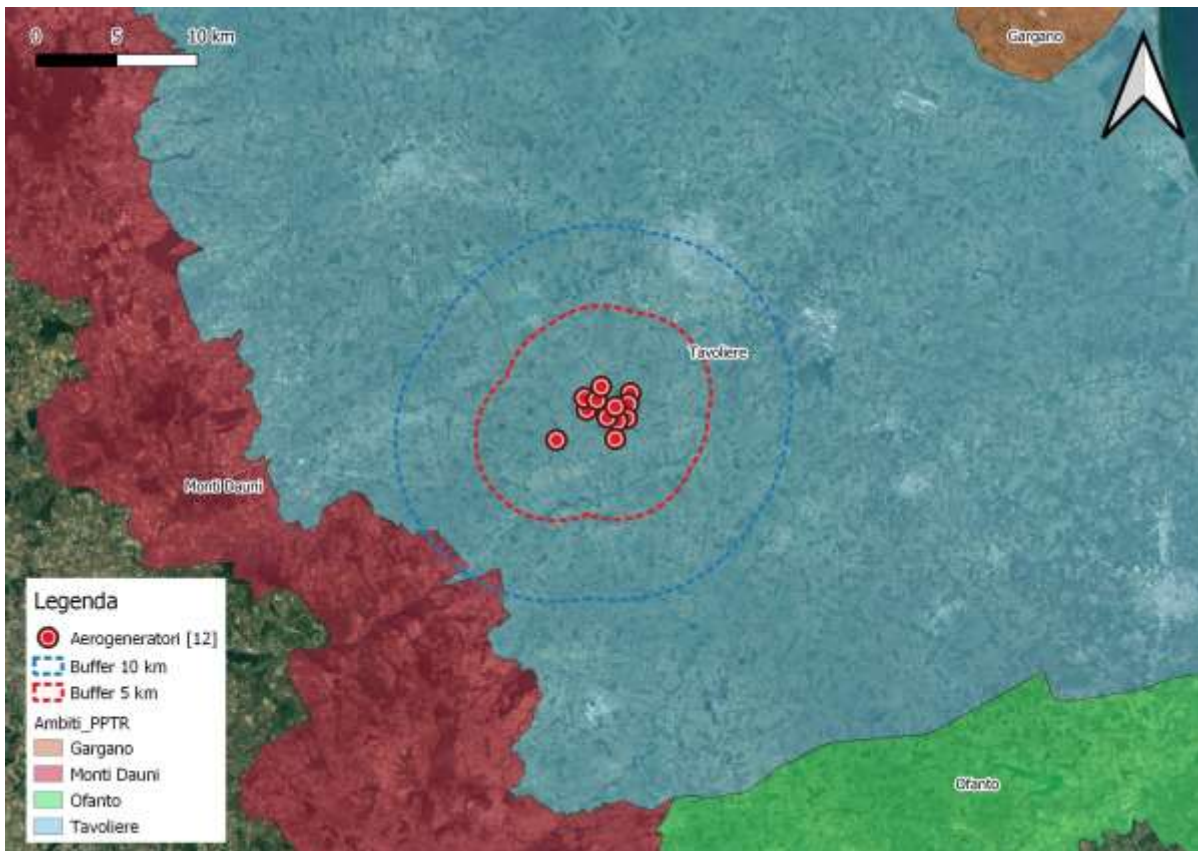 0 5 10 km
Gargano
Tavoliere
Monti Dauni
Ofanto
Legenda
Aerogeneratori [12]
Buffer 10 km
Buffer 5 km
Ambiti_PPTR
Gargano
Monti Dauni
Ofanto
Tavoliere